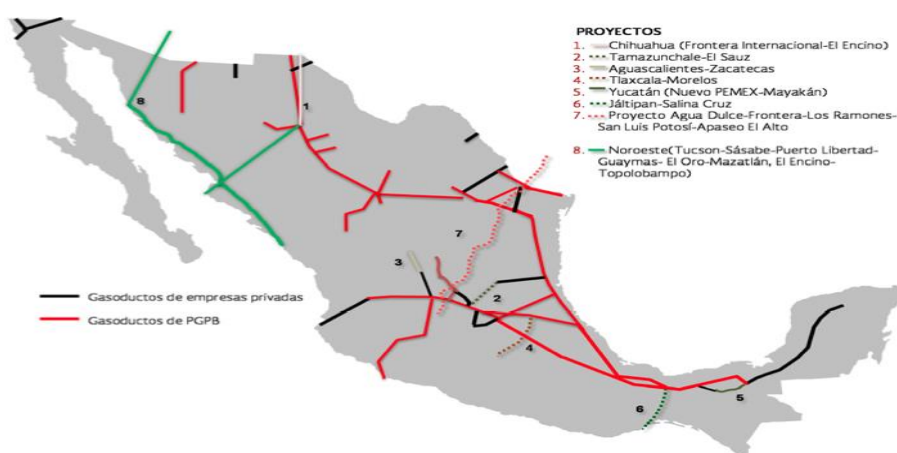 PROYECTOS
1. Chihuahua (Frontera Internacional-El Encino)
2. Tamazunchale-El Sauz
3 Aguascalientes-Zacatecas
4 Tlaxcala-Morelos
5 Yucatán (Nuevo PEMEX-Mayakán)
6. Jáltipan-Salina Cruz
7. Proyecto Agua Dulce-Frontera-Los Ramones-
San Luis Potosí-Apaseo El Alto
8. Noroeste(Tucson-Sásabe-Puerto Libertad-
Guaymas- El Oro-Mazatlán, El Encino-
Topolobampo)
8
1
7
3
2
Gasoductos de empresas privadas
Gasoductos de PGPB
4
5
6